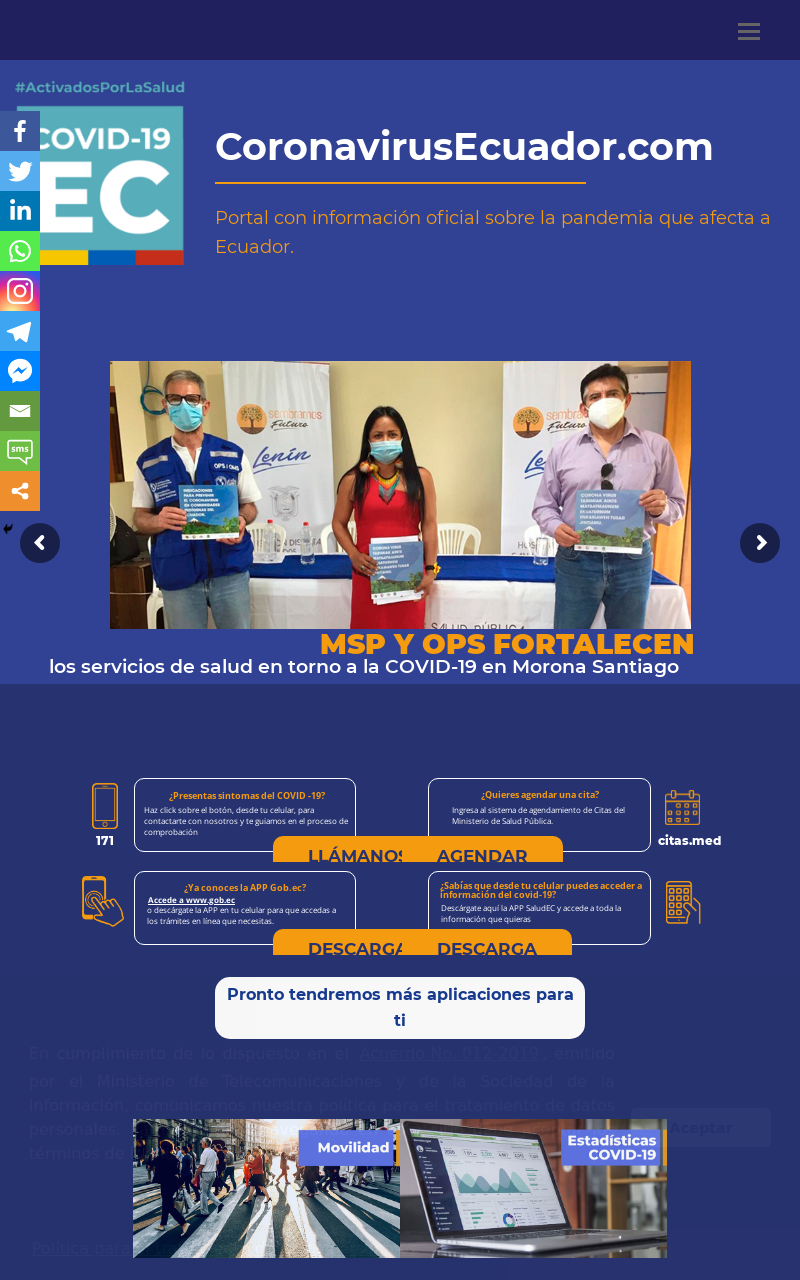 #ActivadosPorLaSalud
COVID-19
EC
CoronavirusEcuador.com
Portal con información oficial sobre la pandemia que afecta a
Ecuador.
sembramos
Futuro
Lenín
sembramos
Futuro
OPS / OMS
INDICACIONES
PARA PREVENIR
EL CORONAVIRUS
EN COMUNIDADES
INDÍGENAS DEL
ECUADOR.
sms
MSP Y OPS FORTALECEN
los servicios de salud en torno a la COVID-19 en Morona Santiago
¿Presentas sintomas del COVID -19?
Haz click sobre el botón, desde tu celular, para
contactarte con nosotros y te guiamos en el proceso de
comprobación
171
LLÁMANOS
¿Quieres agendar una cita?
Ingresa al sistema de agendamiento de Citas del
Ministerio de Salud Pública.
citas.med
AGENDAR
¿Ya conoces la APP Gob.ec?
Accede a www.gob.ec
o descárgate la APP en tu celular para que accedas a
los trámites en línea que necesitas.
DESCARGA
¿Sabías que desde tu celular puedes acceder a
información del covid-19?
Descárgate aquí la APP SaludEC y accede a toda la
información que quieras
DESCARGA
Pronto tendremos más aplicaciones para
ti
En cumplimiento de lo dispuesto en el Acuerdo No. 012-2019 , emitido
por el Ministerio de Telecomunicaciones y de la Sociedad de la
Información, comunicamos nuestra política para el tratamiento de datos
personales.
términos de
Aceptar
Movilidad
Estadísticas
COVID-19
Política para